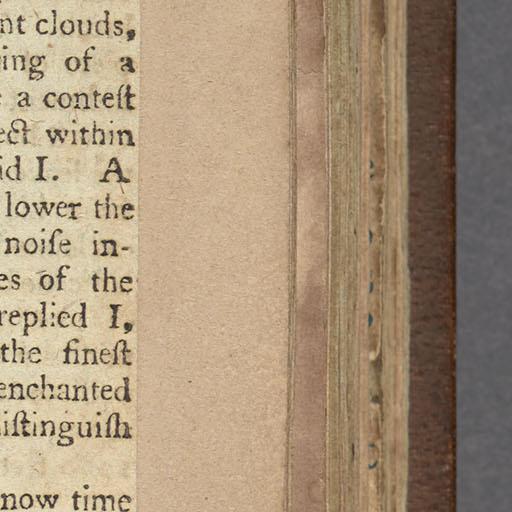 nt clouds,
ing of a
a conteſt
ect within
id I. A
lower the
noiſe in-
es of the
replied I,
the fineſt
enchanted
iſtinguiſh
now time